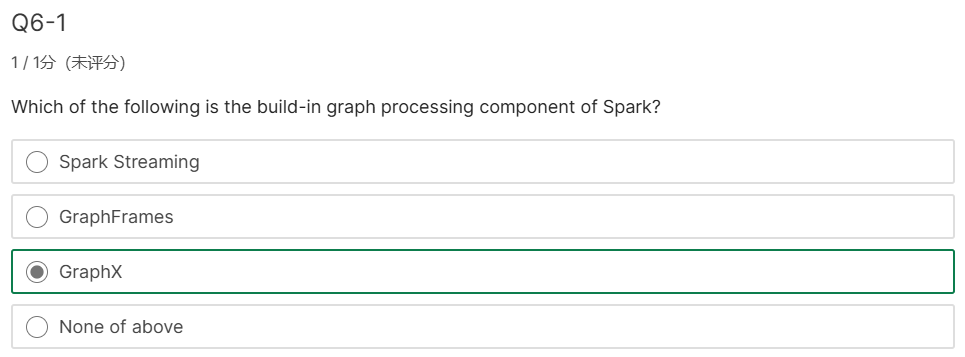 Q6-1
1 / 1分（未评分）
Which of the following is the build-in graph processing component of Spark?
Spark Streaming
GraphFrames
GraphX
None of above